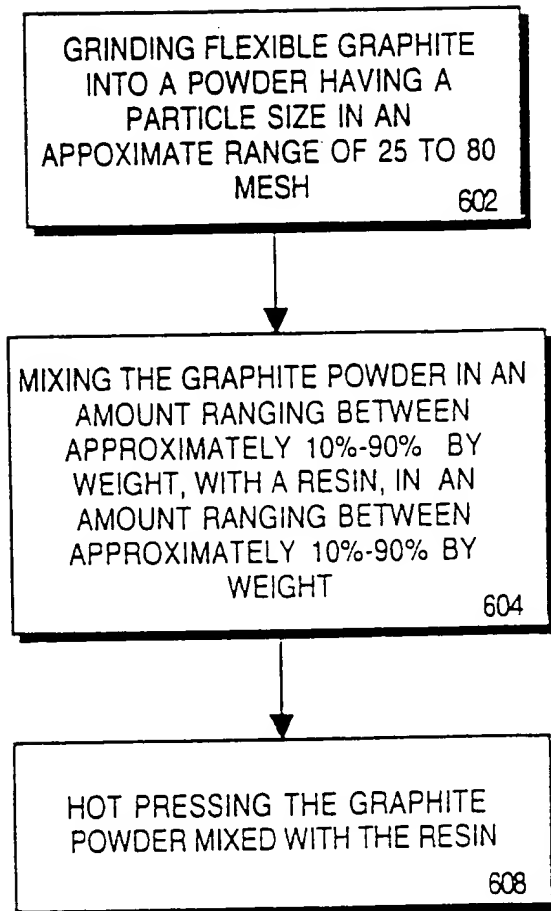 GRINDING FLEXIBLE GRAPHITE
INTO A POWDER HAVING A
PARTICLE SIZE IN AN
APPOXIMATE RANGE OF 25 TO 80
MESH
602
MIXING THE GRAPHITE POWDER IN AN
AMOUNT RANGING BETWEEN
APPROXIMATELY 10%-90% BY
WEIGHT, WITH A RESIN, IN AN
AMOUNT RANGING BETWEEN
APPROXIMATELY 10%-90% BY
WEIGHT
604
HOT PRESSING THE GRAPHITE
POWDER MIXED WITH THE RESIN
608